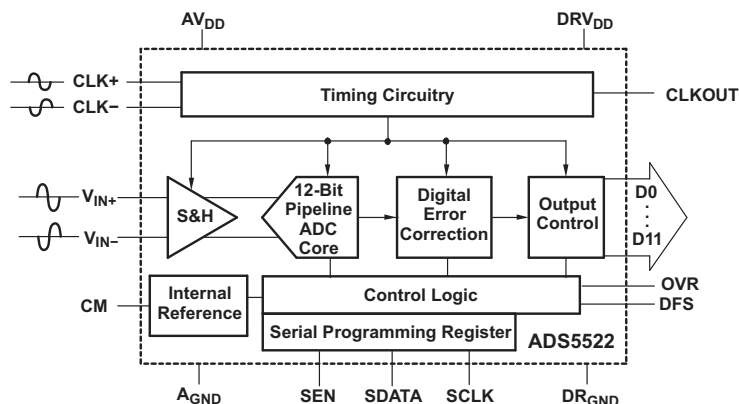 AVDD
DRVDD
CLK+
CLK–
Timing Circuitry
CLKOUT
VIN+
VIN–
S&H
12-Bit
Pipeline
ADC
Core
Digital
Error
Correction
Output
Control
D0
D11
CM
Internal
Reference
Control Logic
OVR
DFS
Serial Programming Register
ADS5522
AGND
SEN
SDATA
SCLK
DRGND